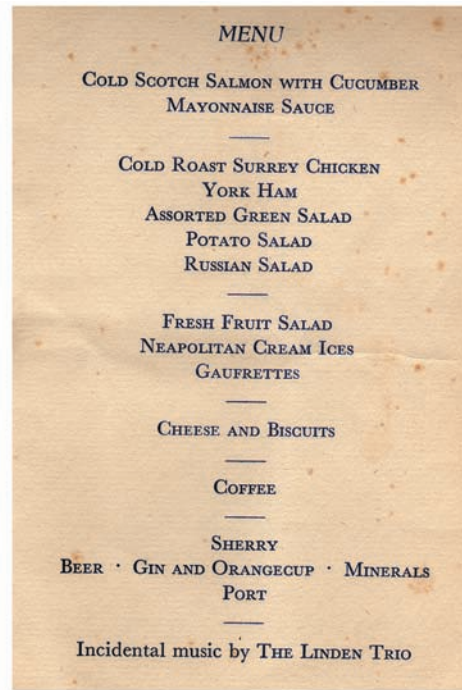 MENU
COLD SCOTCH SALMON WITH CUCUMBER
MAYONNAISE SAUCE
COLD ROAST SURREY CHICKEN
YORK HAM
ASSORTED GREEN SALAD
POTATO SALAD
RUSSIAN SALAD
FRESH FRUIT SALAD
NEAPOLITAN CREAM ICES
GAUFRETTES
CHEESE AND BISCUITS
COFFEE
SHERRY
BEER · GIN AND ORANGECUP · MINERALS
PORT
Incidental music by THE LINDEN TRIO